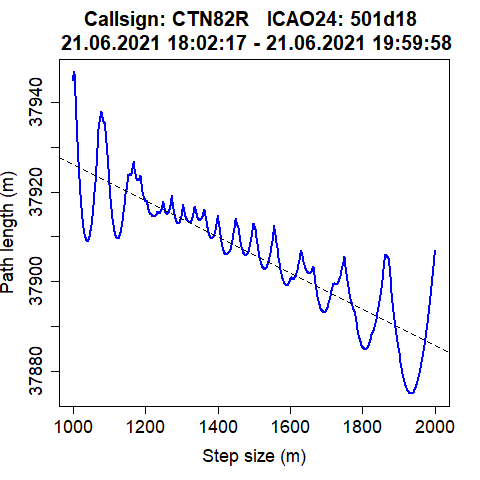 Callsign: CTN82R   ICAO24: 501d18
21.06.2021 18:02:17 - 21.06.2021 19:59:58
Path length (m)
37940
37920
37900
37880
1000
1200
1400
1600
1800
2000
Step size (m)